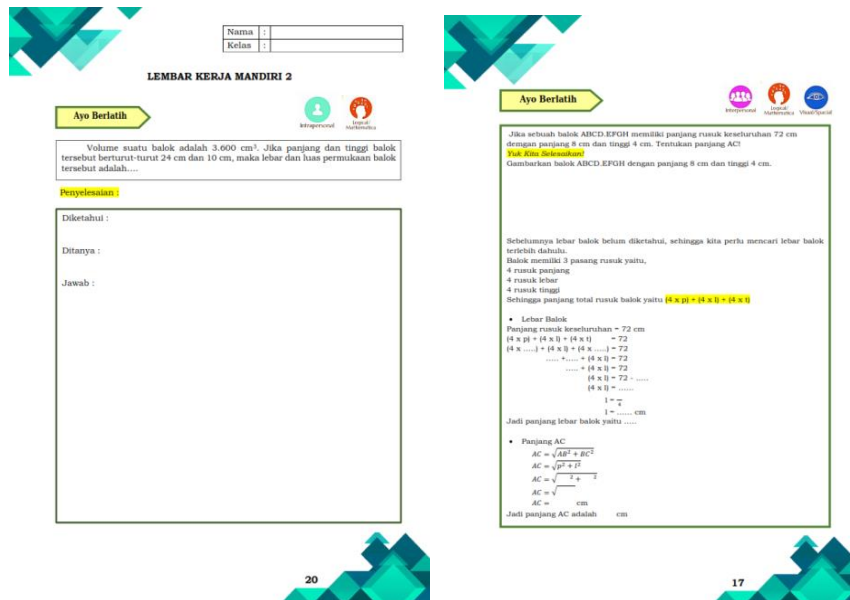 Nama :
Kelas :
LEMBAR KERJA MANDIRI 2
Ayo Berlatih
Intrapersonal
Logical/
Mathematica
Volume suatu balok adalah 3.600 cm³. Jika panjang dan tinggi balok
tersebut berturut-turut 24 cm dan 10 cm, maka lebar dan luas permukaan balok
tersebut adalah....
Penyelesaian :
Diketahui :
Ditanya :
Jawab :
20
Ayo Berlatih
Interpersonal
Logical/
Mathematica
Visual/Spacial
Jika sebuah balok ABCD.EFGH memiliki panjang rusuk keseluruhan 72 cm
demgan panjang 8 cm dan tinggi 4 cm. Tentukan panjang AC!
Yuk Kita Selesaikan!
Gambarkan balok ABCD.EFGH dengan panjang 8 cm dan tinggi 4 cm.
Sebelumnya lebar balok belum diketahui, sehingga kita perlu mencari lebar balok
terlebih dahulu.
Balok memilki 3 pasang rusuk yaitu,
4 rusuk panjang
4 rusuk lebar
4 rusuk tinggi
Sehingga panjang total rusuk balok yaitu (4 x p) + (4 x l) + (4 x t)
• Lebar Balok
Panjang rusuk keseluruhan = 72 cm
(4 x p) + (4 x l) + (4 x t) = 72
(4 x .....) + (4 x l) + (4 x .....) = 72
..... +..... + (4 x l) = 72
..... + (4 x l) = 72
(4 x l) = 72 - .....
(4 x l) = ......
l = — 4
l = ...... cm
Jadi panjang lebar balok yaitu .....
• Panjang AC
AC = √AB² + BC²
AC = √p² + l²
AC = √ ² + ²
AC = √
AC = cm
Jadi panjang AC adalah cm
17